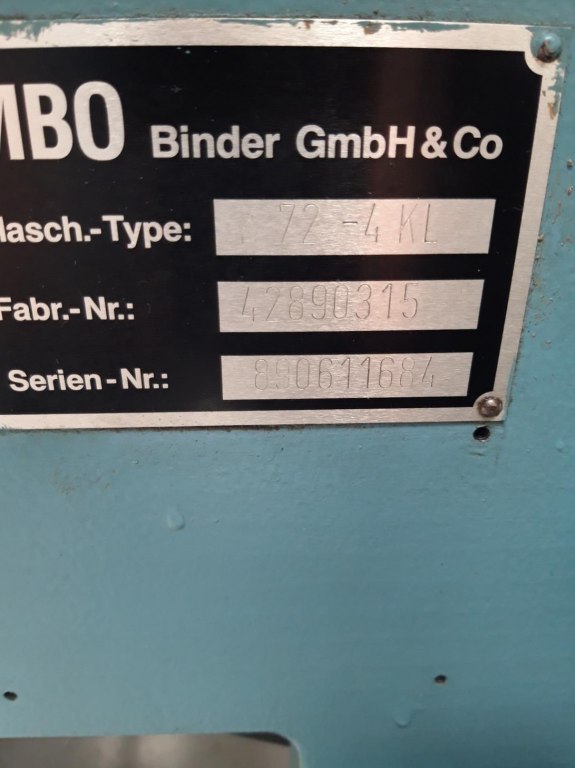 MBO Binder GmbH & Co
Masch.-Type: T 72 -4 KL
Fabr.-Nr.: 42890315
Serien-Nr.: 890611684